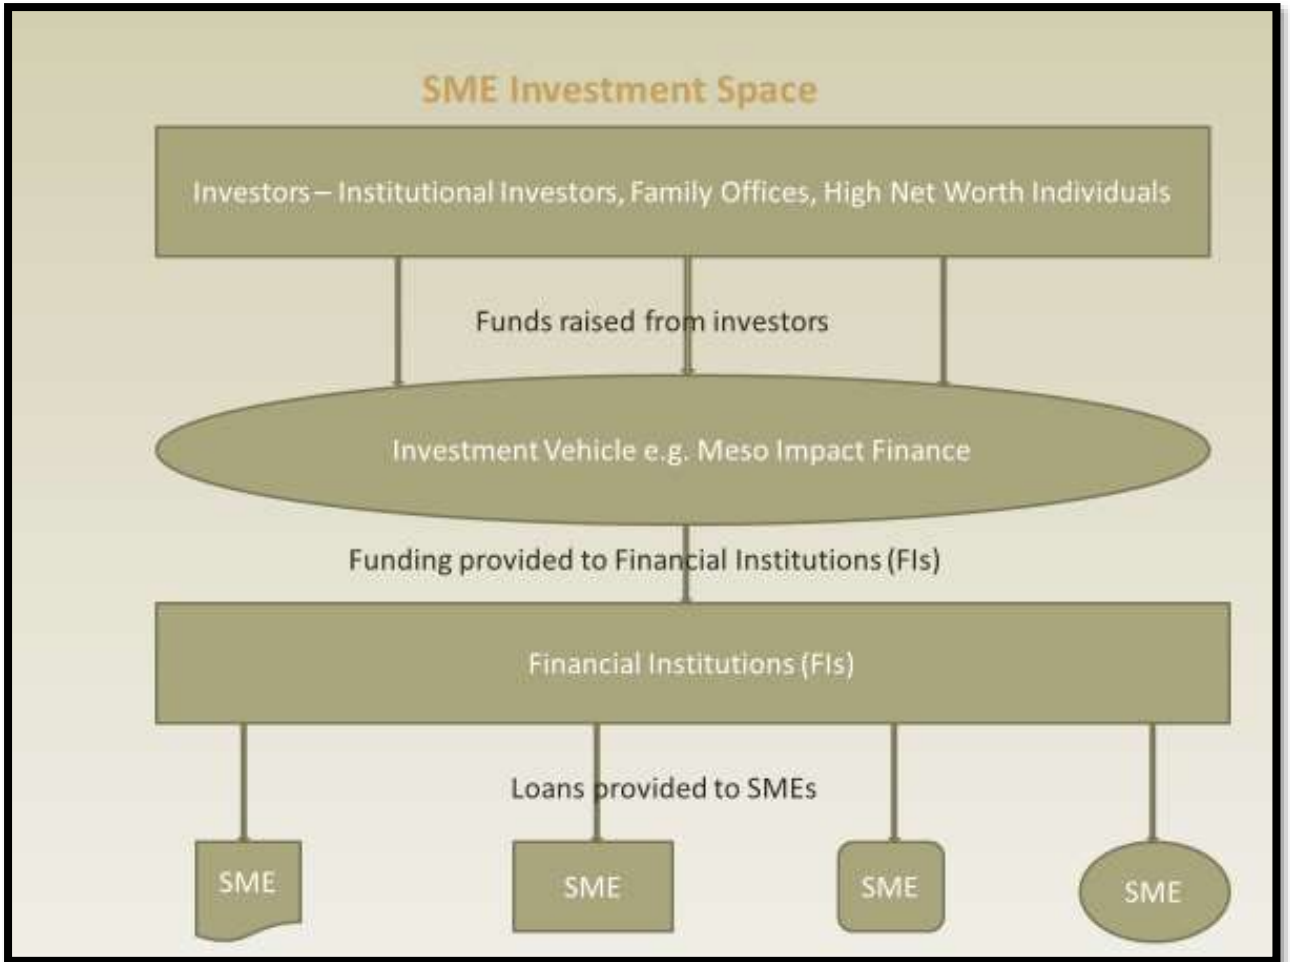 SME Investment Space
Investors – Institutional Investors, Family Offices, High Net Worth Individuals
Funds raised from investors
Investment Vehicle e.g. Meso Impact Finance
Funding provided to Financial Institutions (FIs)
Financial Institutions (FIs)
Loans provided to SMEs
SME
SME
SME
SME